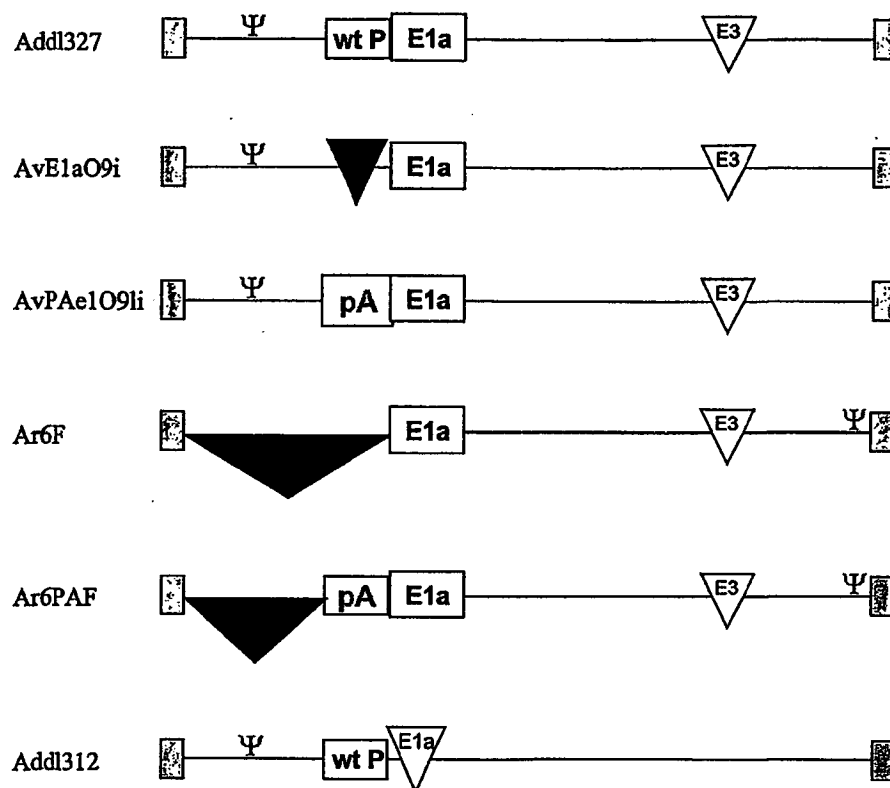 Addl327 Ψ wt P E1a E3
AvE1aO9i Ψ E1a E3
AvPAe1O9li Ψ pA E1a E3
Ar6F E1a E3 Ψ
Ar6PAF pA E1a E3 Ψ
Addl312 Ψ wt P E1a